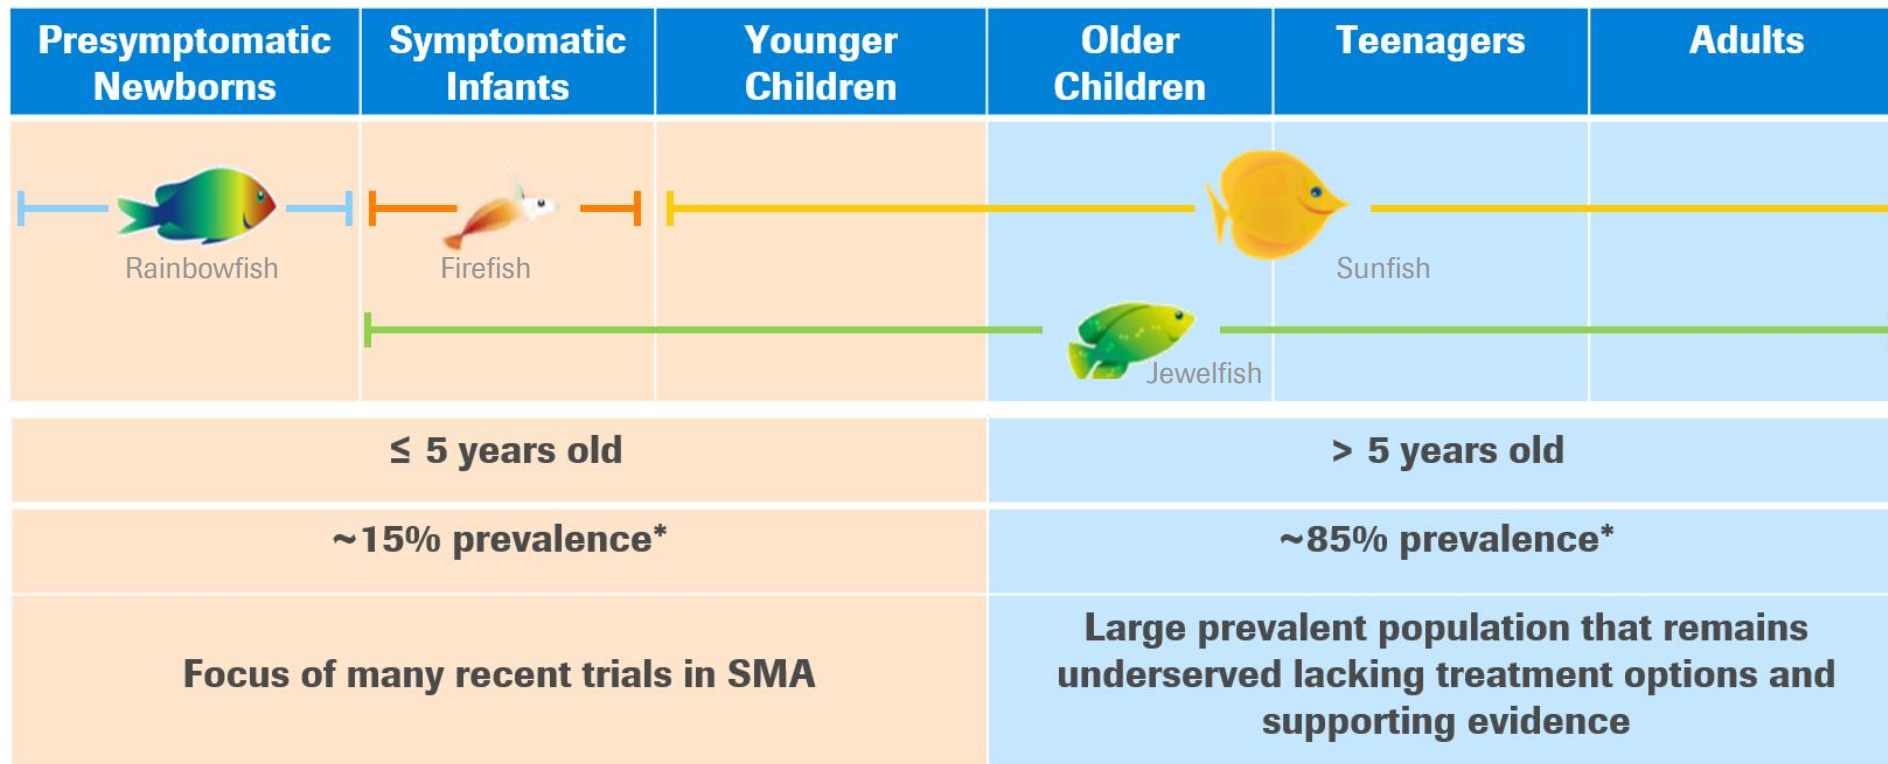 Presymptomatic
Newborns
Symptomatic
Infants
Younger
Children
Older
Children
Teenagers
Adults
Rainbowfish
Firefish
Sunfish
Jewelfish
≤ 5 years old
> 5 years old
~15% prevalence*
~85% prevalence*
Focus of many recent trials in SMA
Large prevalent population that remains
underserved lacking treatment options and
supporting evidence